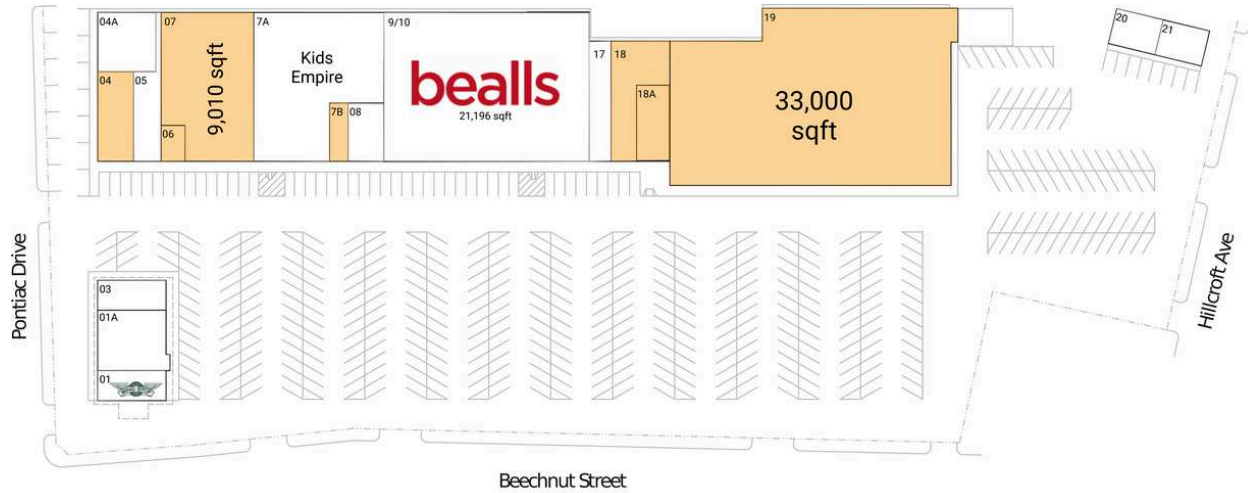 04A
07
7A
9/10
19
20
21
Kids
Empire
bealls
21,196 sqft
17
18
04
05
9,010 sqft
18A
33,000
sqft
7B
08
06
Pontiac Drive
Hillcroft Ave
03
01A
01
Beechnut Street